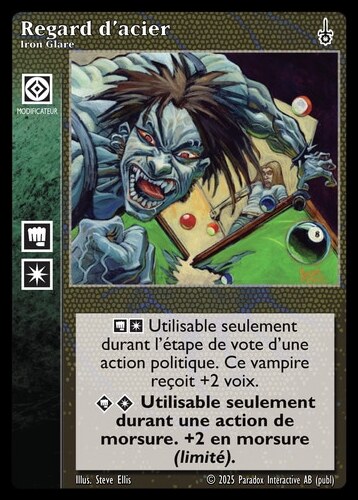 Regard d'acier
Iron Glare
MODIFICATEUR
8
Utilisable seulement
durant l'étape de vote d'une
action politique. Ce vampire
reçoit +2 voix.
Utilisable seulement
durant une action de
morsure. +2 en morsure
(limité).
Illus. Steve Ellis
© 2025 Paradox Interactive AB (publ)